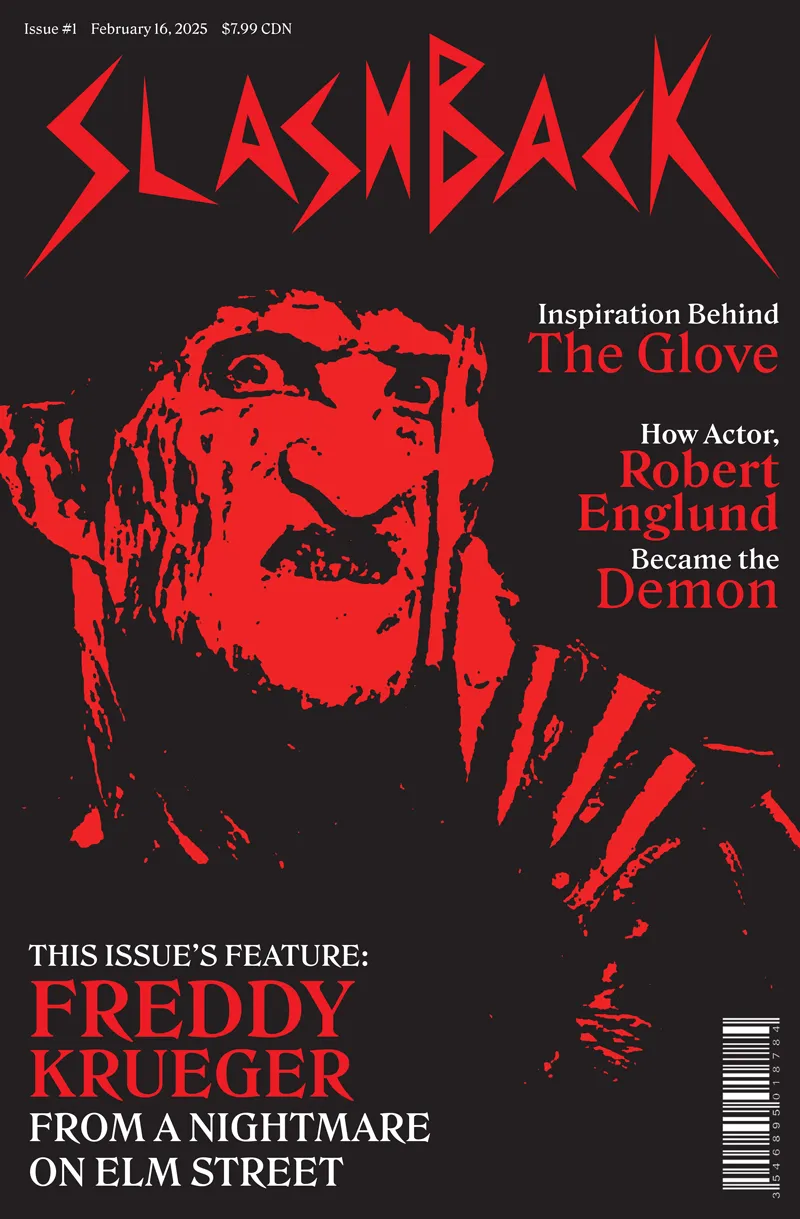 Issue #1 February 16, 2025 $7.99 CDN
SLASHBACK
Inspiration Behind
The Glove
How Actor,
Robert
Englund
Became the
Demon
THIS ISSUE'S FEATURE:
FREDDY
KRUEGER
FROM A NIGHTMARE
ON ELM STREET
3546895018784